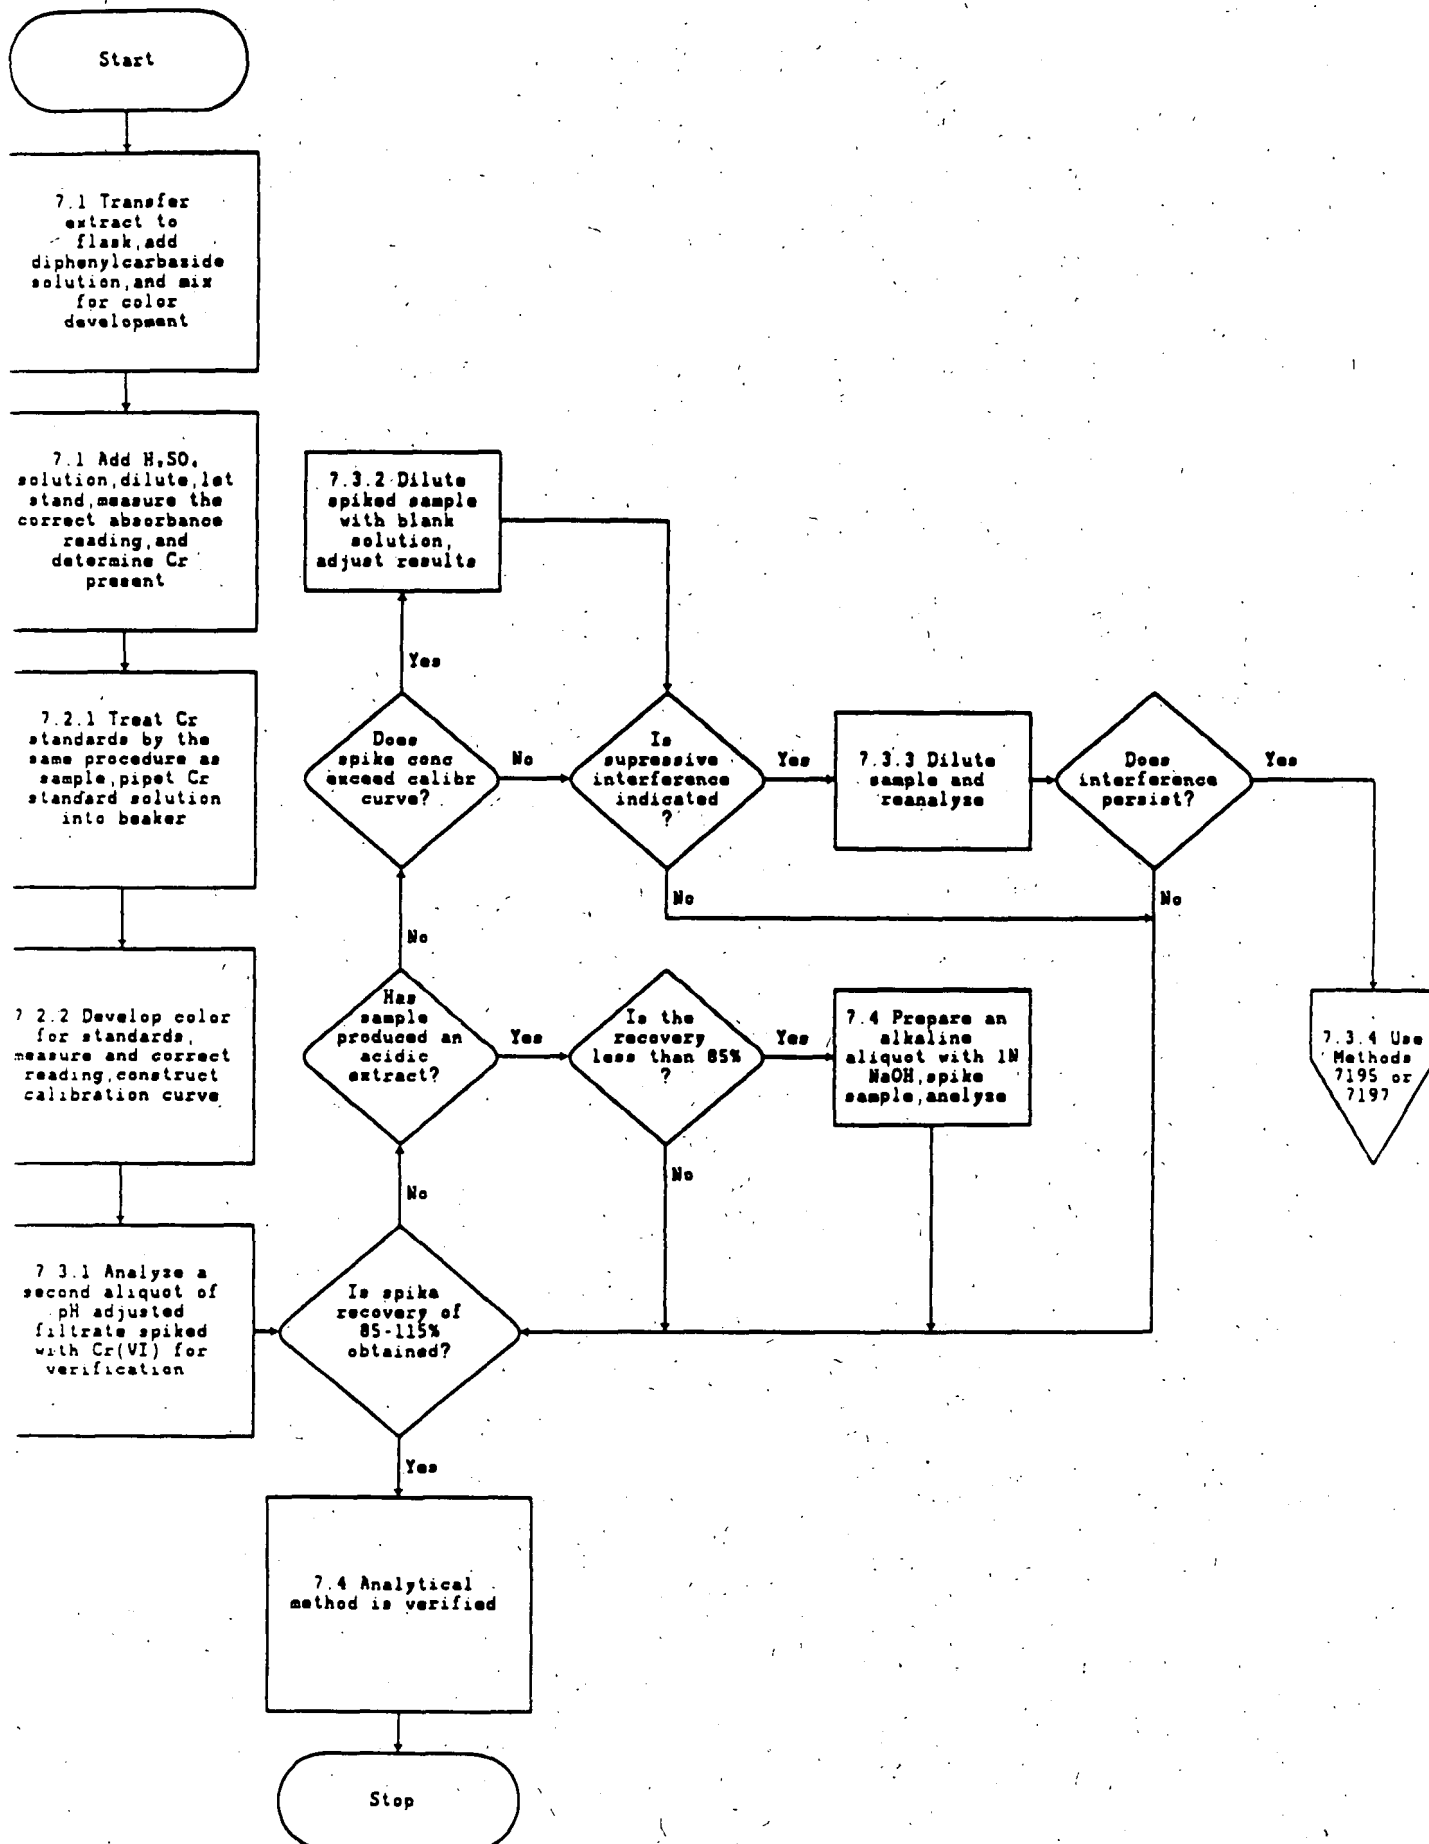 Start
7.1 Transfer
extract to
flask,add
diphenylcarbazide
solution,and mix
for color
development
7.1 Add H₂SO₄
solution,dilute,let
stand,measure the
correct absorbance
reading,and
determine Cr
present
7.2.1 Treat Cr
standards by the
same procedure as
sample,pipet Cr
standard solution
into beaker
7 2.2 Develop color
for standards,
measure and correct
reading,construct
calibration curve
7 3.1 Analyze a
second aliquot of
pH adjusted
filtrate spiked
with Cr(VI) for
verification
Is spike
recovery of
85-115%
obtained?
No
Yes
Has
sample
produced an
acidic
extract?
No
Yes
Does
spike conc
exceed calibr
curve?
Yes
No
7.3.2 Dilute
spiked sample
with blank
solution,
adjust results
Is
supressive
interference
indicated
?
Yes
No
7.3.3 Dilute
sample and
reanalyze
Does
interference
persist?
Yes
No
7.3.4 Use
Methods
7195 or
7197
Is the
recovery
less than 85%
?
Yes
No
7.4 Prepare an
alkaline
aliquot with 1N
NaOH,spike
sample,analyze
7.4 Analytical
method is verified
Stop